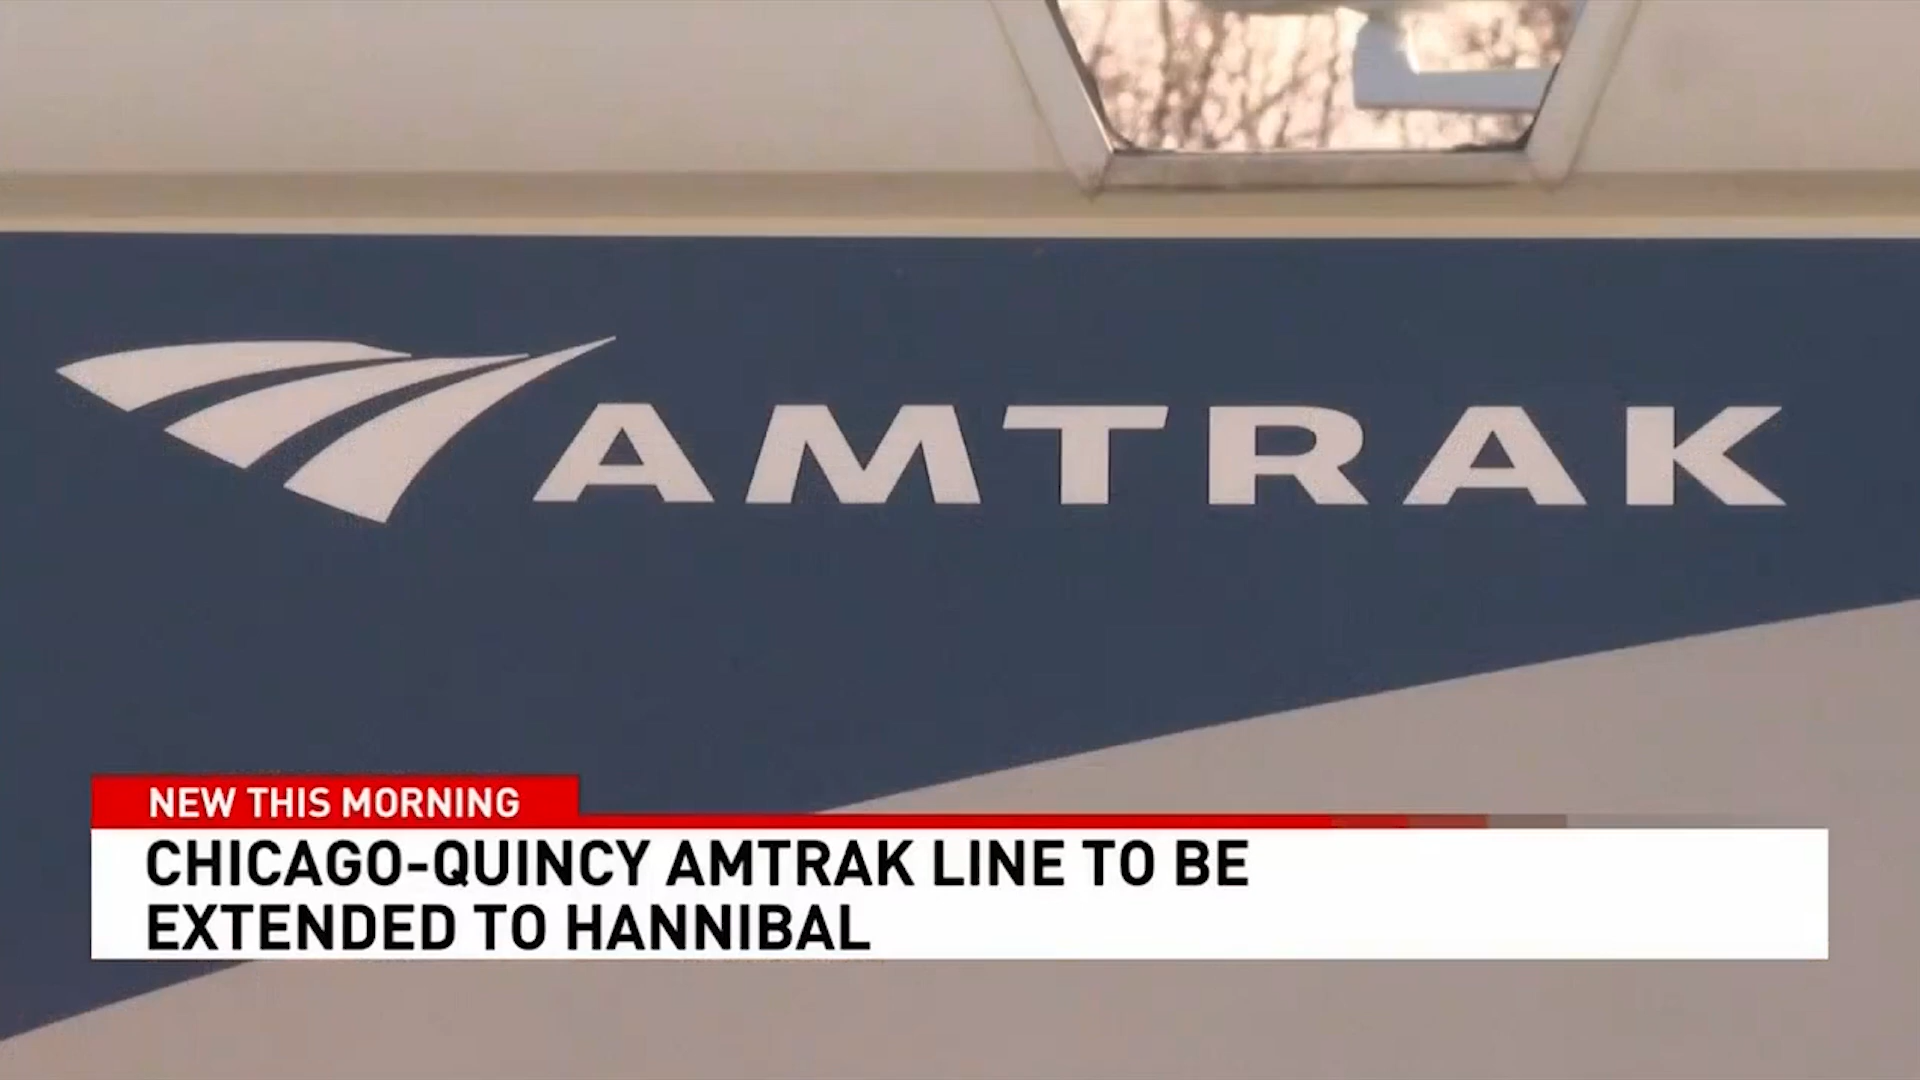 AMTRAK
NEW THIS MORNING
CHICAGO-QUINCY AMTRAK LINE TO BE
EXTENDED TO HANNIBAL